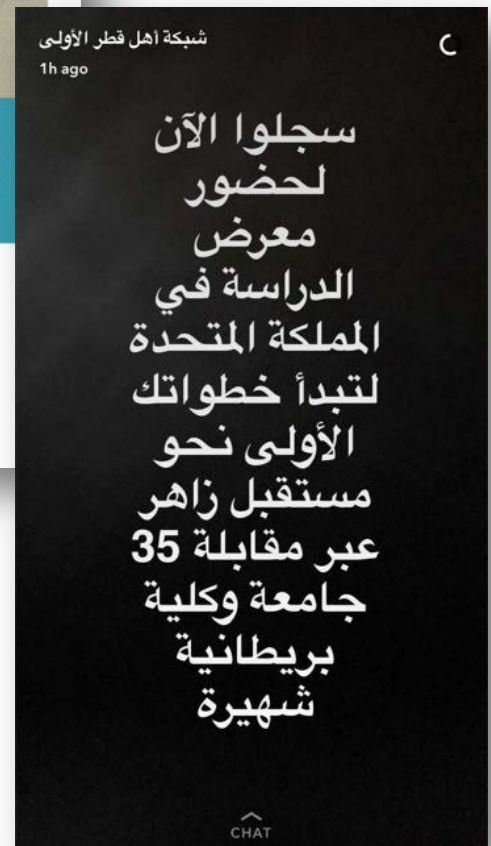 شبكة أهل قطر الأولى
1h ago
سجلوا الآن
لحضور
معرض
الدراسة في
المملكة المتحدة
لتبدأ خطواتك
الأولى نحو
مستقبل زاهر
عبر مقابلة 35
جامعة وكلية
بريطانية
شهيرة
CHAT